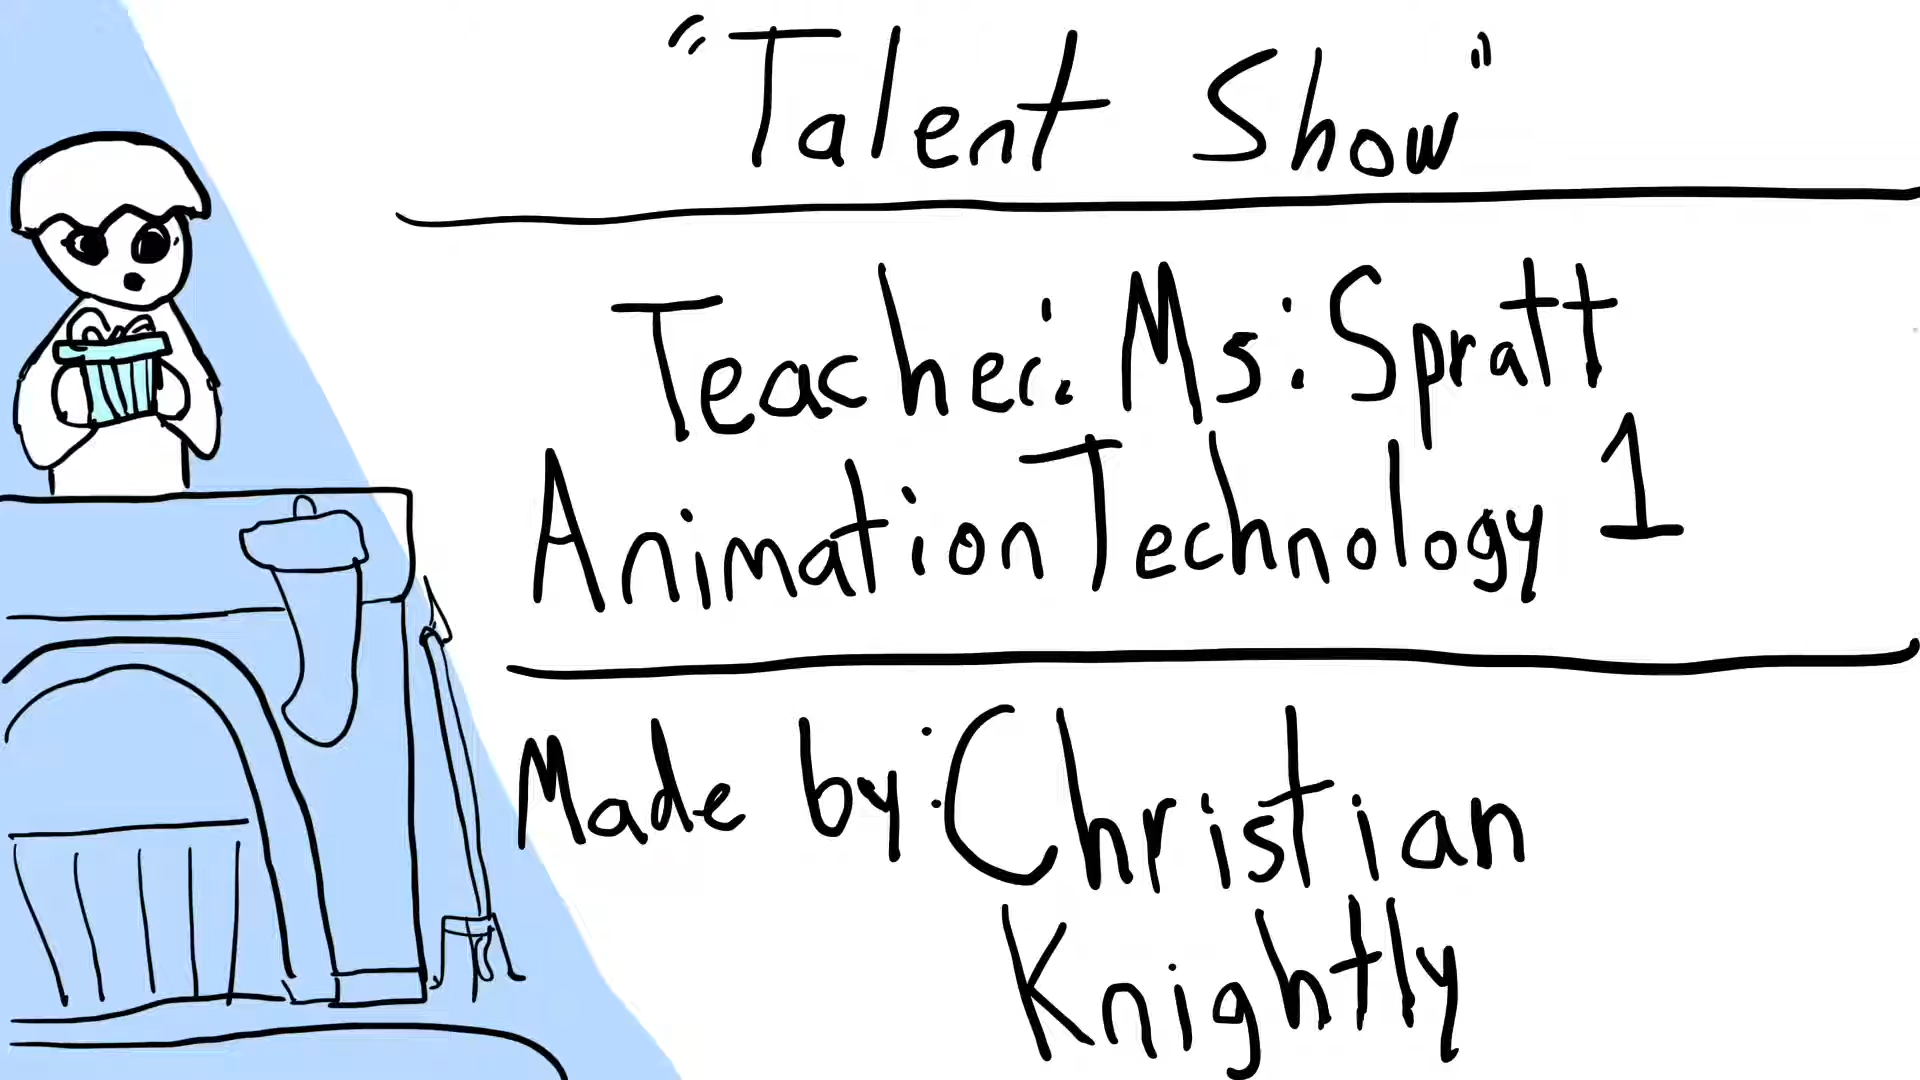 "Talent Show"
Teacher: Ms: Spratt
Animation Technology 1
Made by: Christian
Knightly